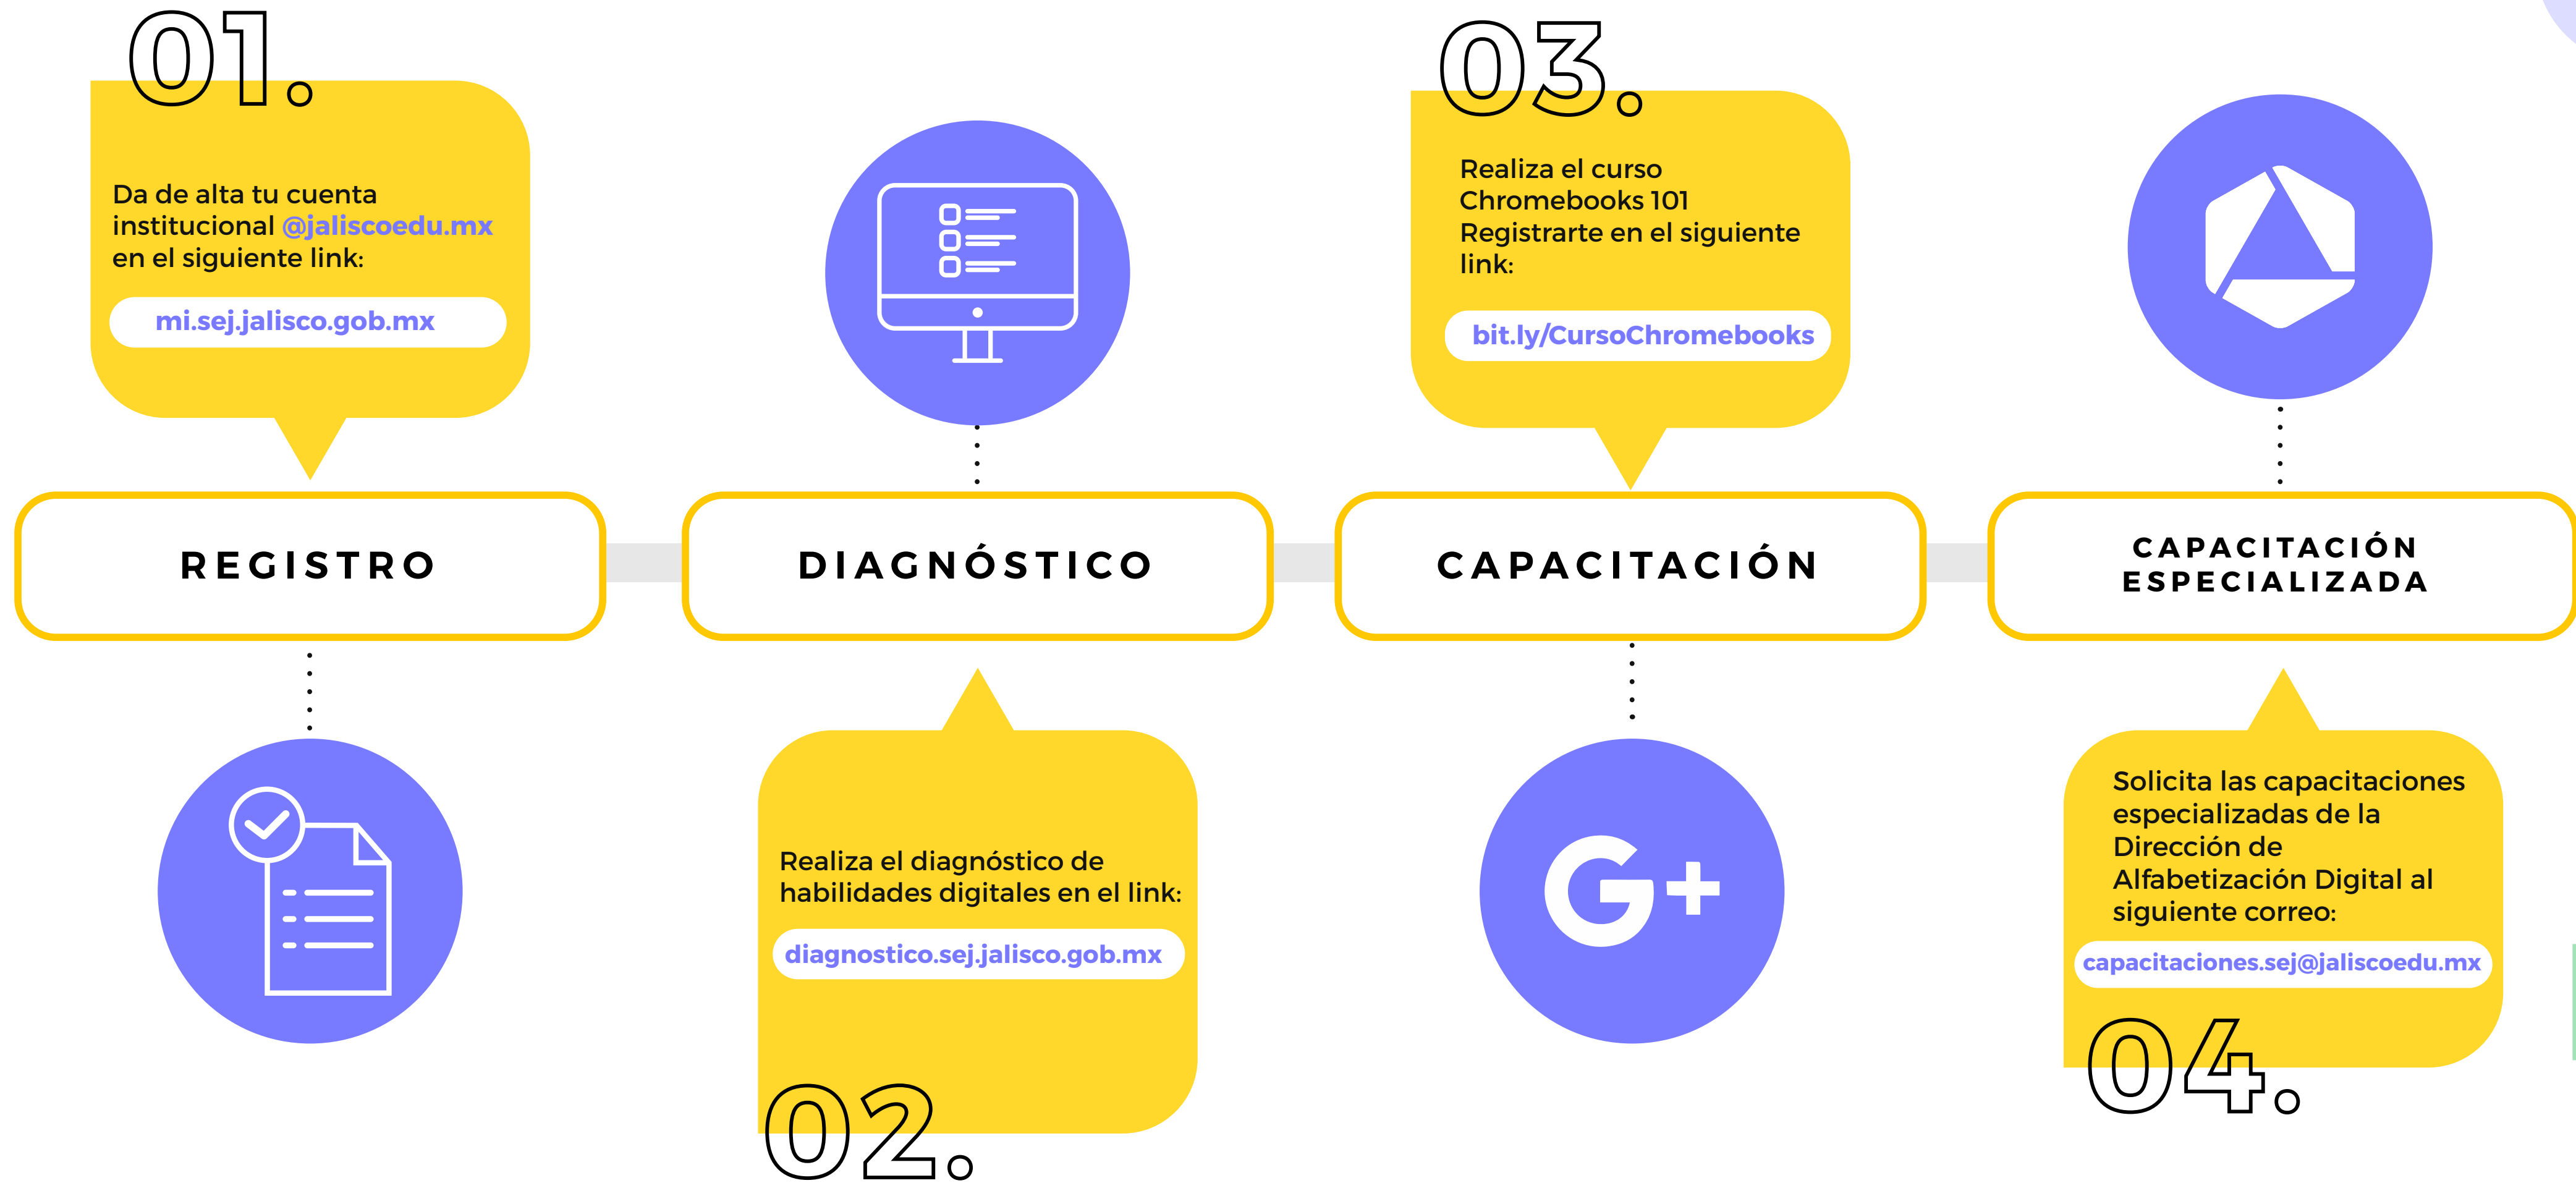 01.
Da de alta tu cuenta
institucional @jaliscoedu.mx
en el siguiente link:
mi.sej.jalisco.gob.mx
REGISTRO
DIAGNÓSTICO
Realiza el diagnóstico de
habilidades digitales en el link:
diagnostico.sej.jalisco.gob.mx
02.
03.
Realiza el curso
Chromebooks 101
Registrarte en el siguiente
link:
bit.ly/CursoChromebooks
CAPACITACIÓN
G+
CAPACITACIÓN
ESPECIALIZADA
Solicita las capacitaciones
especializadas de la
Dirección de
Alfabetización Digital al
siguiente correo:
capacitaciones.sej@jaliscoedu.mx
04.